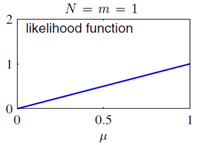 N = m = 1
2
likelihood function
1
0
0 0.5 1
μ